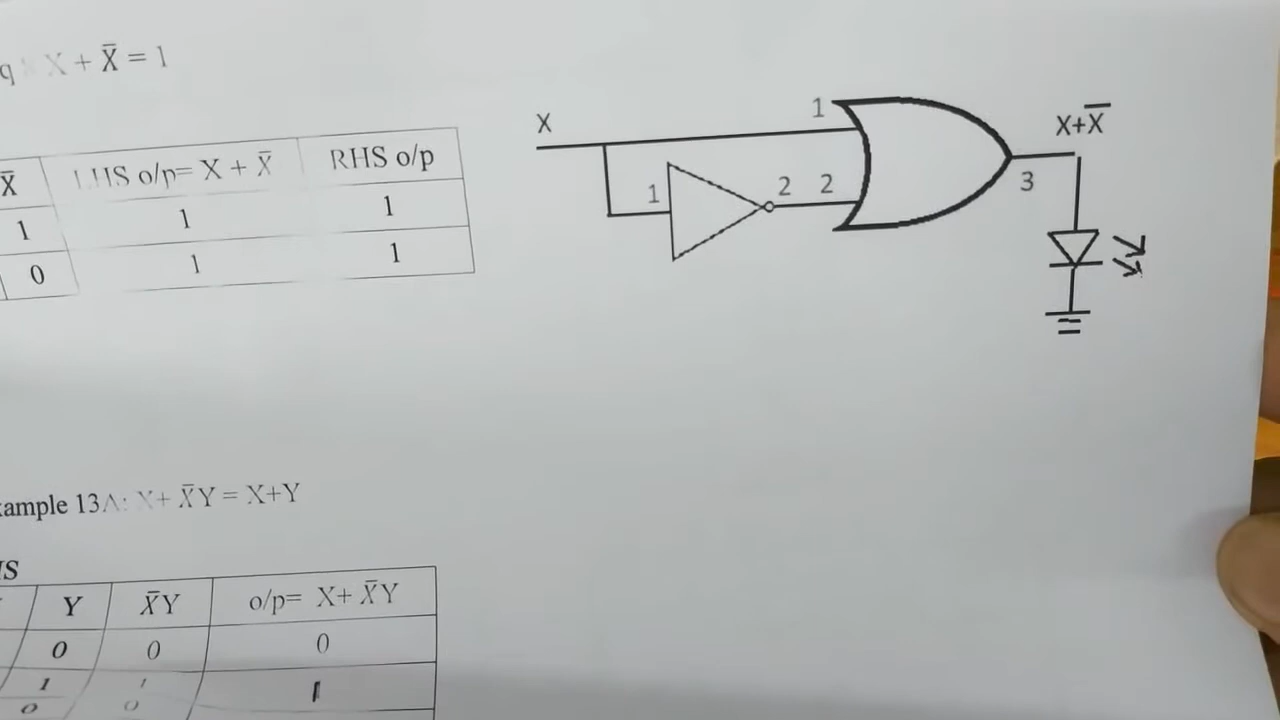 X + X̅ = 1
X̅ LHS o/p= X + X̅ RHS o/p
1 1 1
0 1 1
X
1
1
2 2
3
X+X̅
ample 13A: X+ X̅Y = X+Y
Y X̅Y o/p= X+ X̅Y
0 0 0
1 1 1
0 0